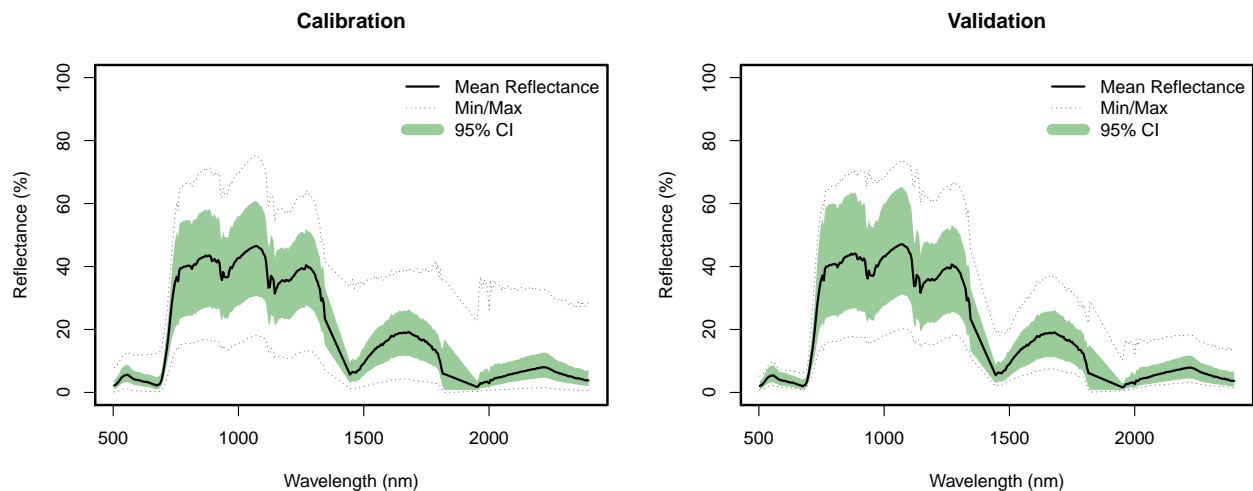 Calibration
Reflectance (%)
100
80
60
40
20
0
Mean Reflectance
Min/Max
95% CI
500
1000
1500
2000
Wavelength (nm)
Validation
Reflectance (%)
100
80
60
40
20
0
Mean Reflectance
Min/Max
95% CI
500
1000
1500
2000
Wavelength (nm)